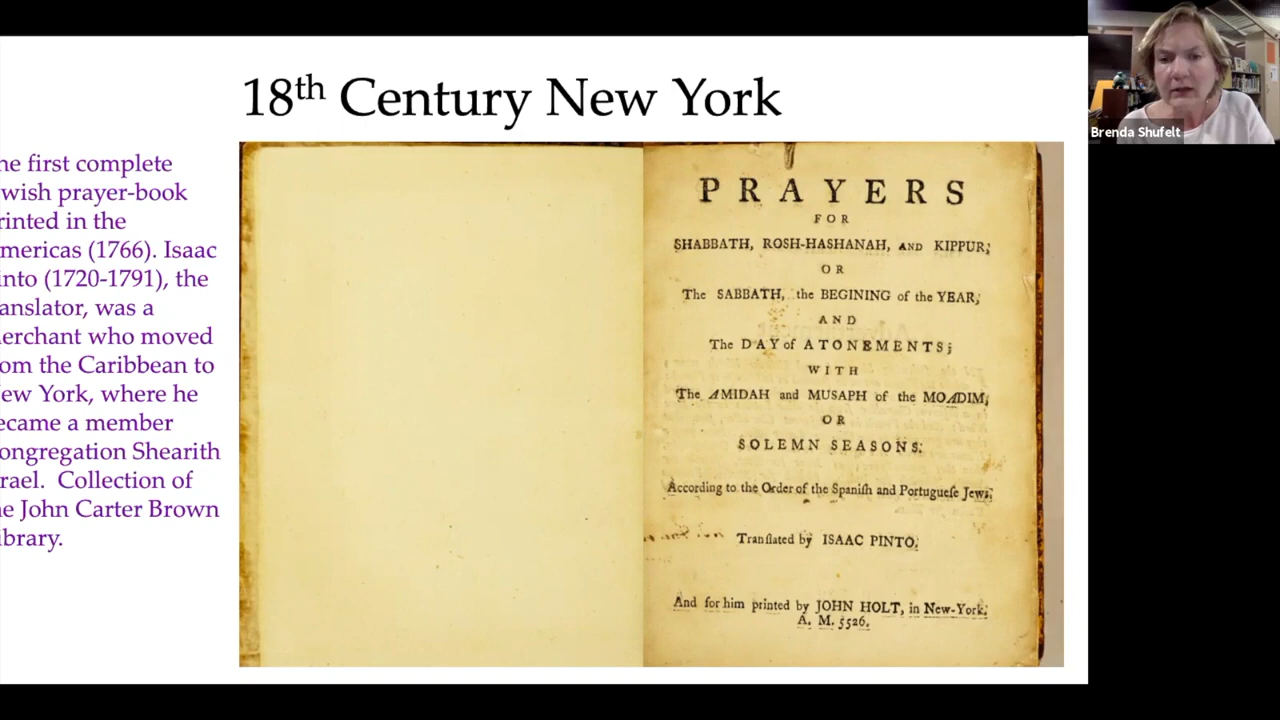 18th Century New York
he first complete
wish prayer-book
rinted in the
mericas (1766). Isaac
into (1720-1791), the
anslator, was a
erchant who moved
om the Caribbean to
ew York, where he
ecame a member
ongregation Shearith
rael. Collection of
e John Carter Brown
ibrary.
PRAYERS
FOR
SHABBATH, ROSH-HASHANAH, AND KIPPUR;
OR
The SABBATH, the BEGINING of the YEAR,
AND
The DAY of ATONEMENTS;
WITH
The AMIDAH and MUSAPH of the MOADIM,
OR
SOLEMN SEASONS.
According to the Order of the Spaniſh and Portugueſe Jews.
Tranſlated by ISAAC PINTO.
And for him printed by JOHN HOLT, in New-York.
A. M. 5526.
Brenda Shufelt